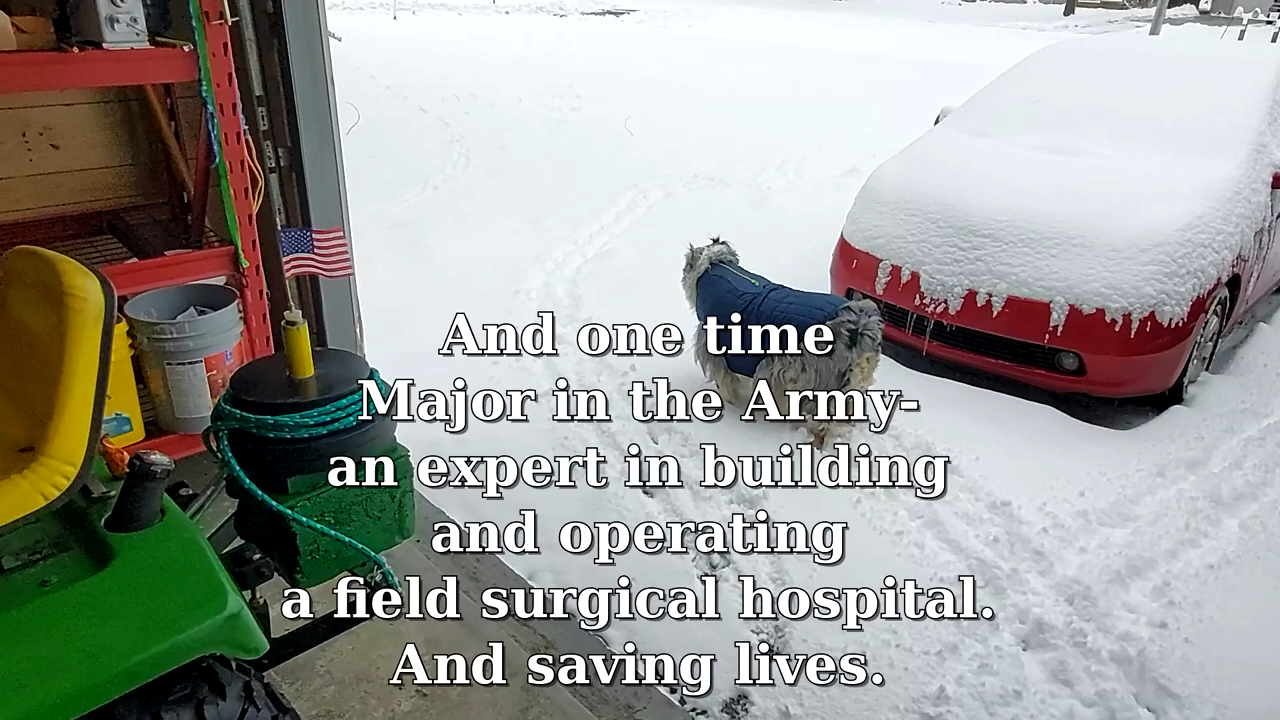 And one time
Major in the Army-
an expert in building
and operating
a field surgical hospital.
And saving lives.